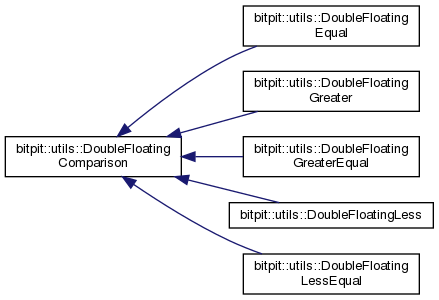 bitpit::utils::DoubleFloating
Equal
bitpit::utils::DoubleFloating
Greater
bitpit::utils::DoubleFloating
Comparison
bitpit::utils::DoubleFloating
GreaterEqual
bitpit::utils::DoubleFloatingLess
bitpit::utils::DoubleFloating
LessEqual